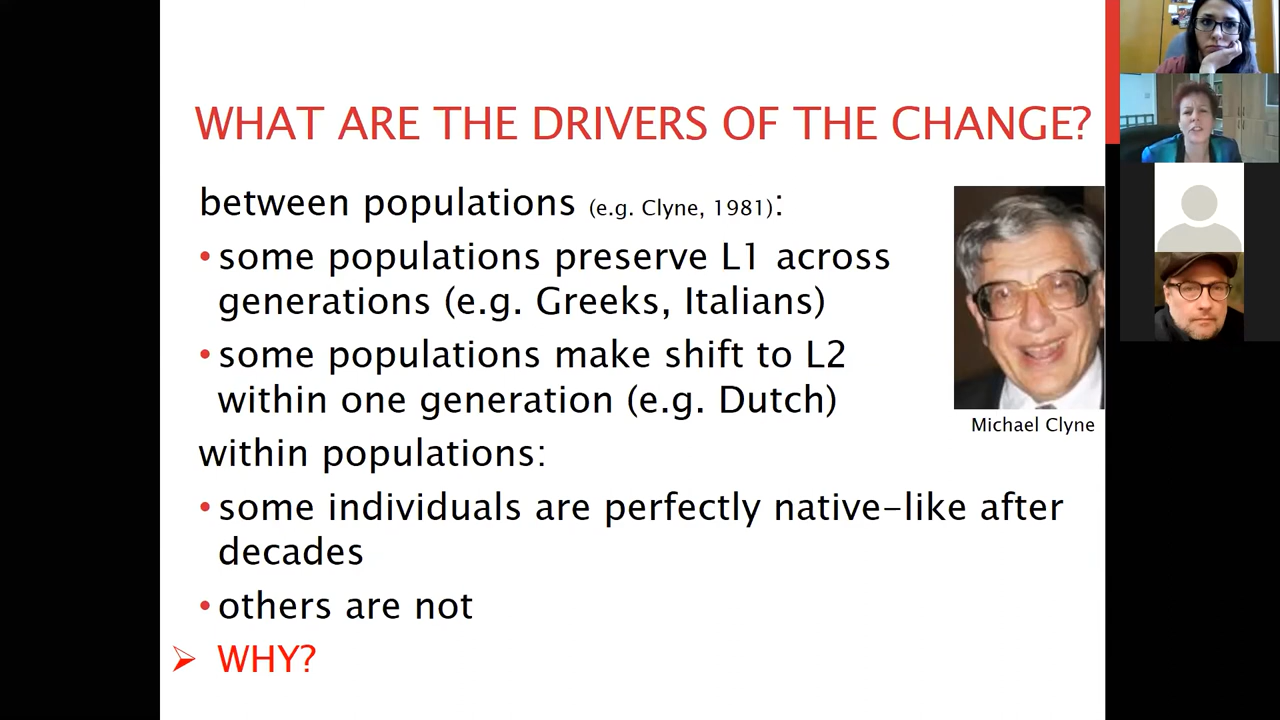 WHAT ARE THE DRIVERS OF THE CHANGE?
between populations (e.g. Clyne, 1981):
• some populations preserve L1 across
generations (e.g. Greeks, Italians)
• some populations make shift to L2
within one generation (e.g. Dutch)
Michael Clyne
within populations:
• some individuals are perfectly native-like after
decades
• others are not
➢ WHY?